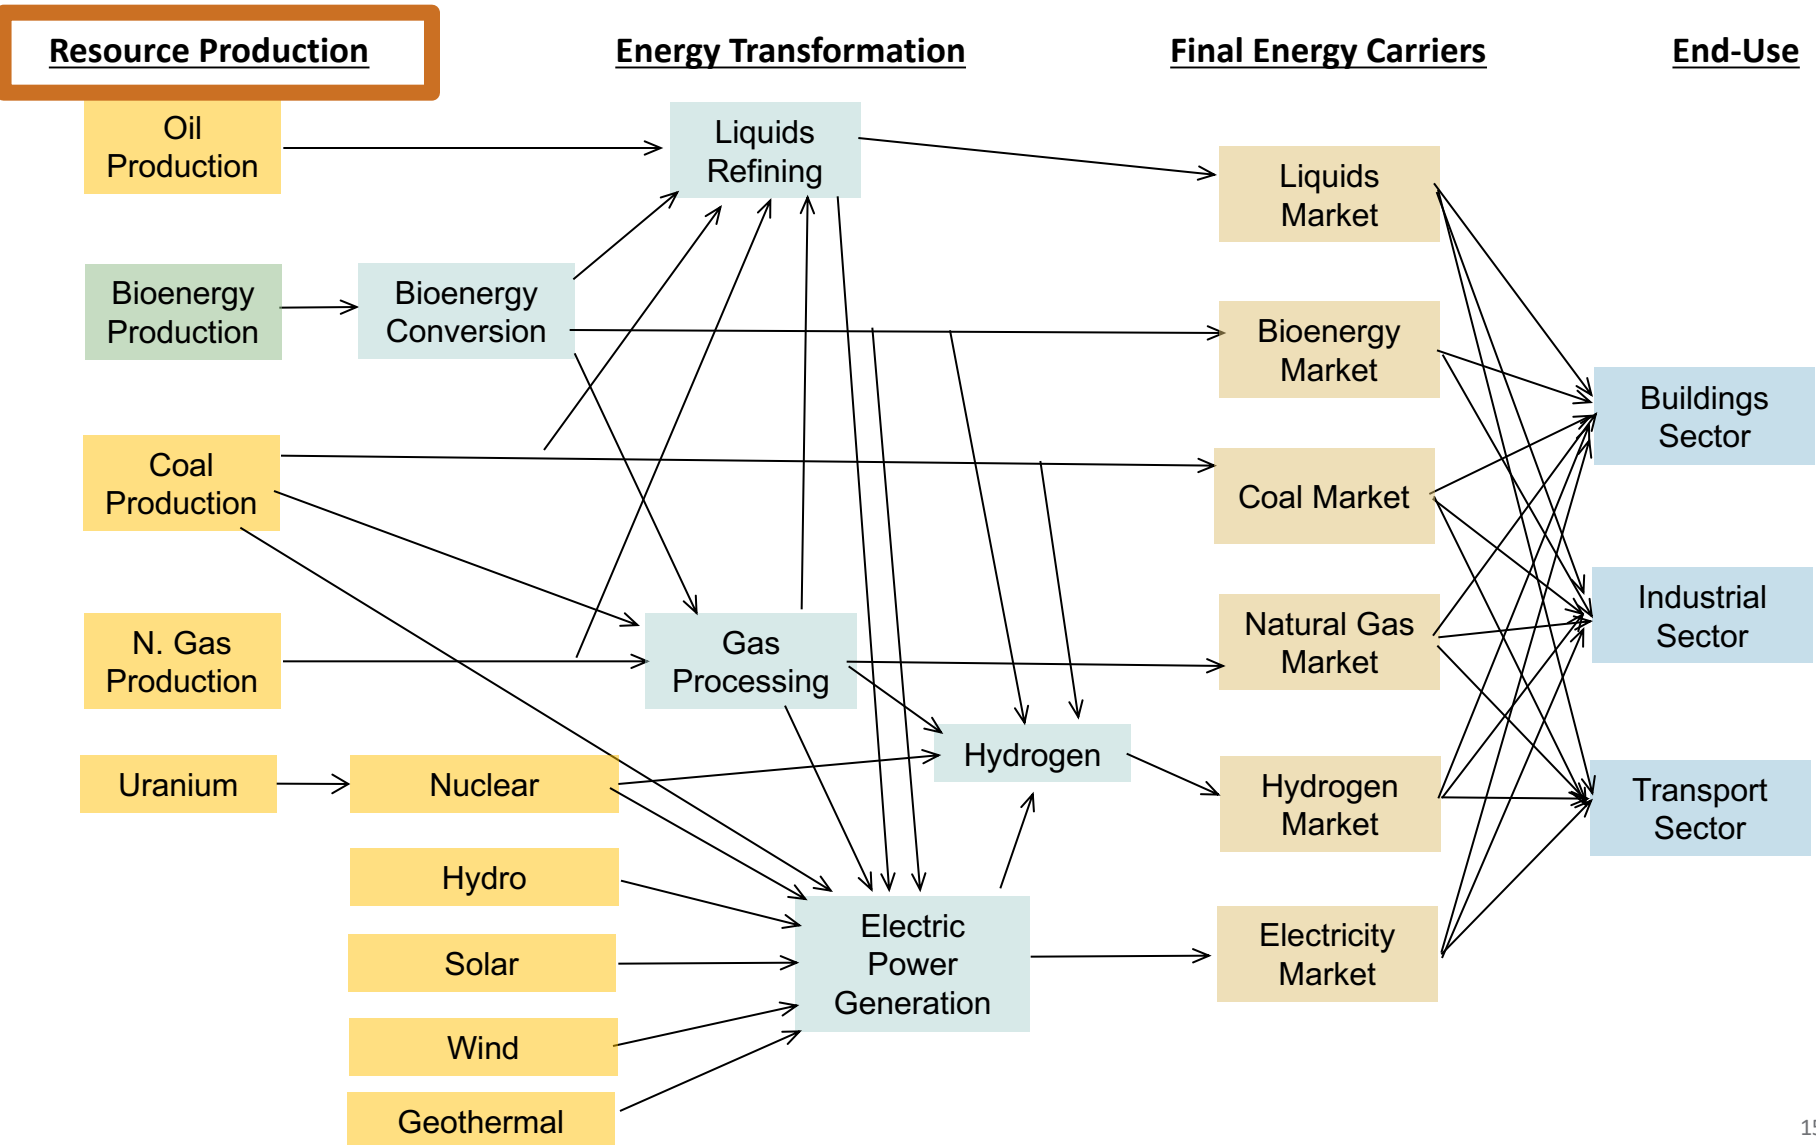 Resource Production
Energy Transformation
Final Energy Carriers
End-Use
Oil
Production
Liquids
Refining
Liquids
Market
Bioenergy
Production
Bioenergy
Conversion
Bioenergy
Market
Buildings
Sector
Coal
Production
Coal Market
N. Gas
Production
Gas
Processing
Natural Gas
Market
Industrial
Sector
Uranium
Nuclear
Hydrogen
Hydrogen
Market
Transport
Sector
Hydro
Solar
Wind
Geothermal
Electric
Power
Generation
Electricity
Market